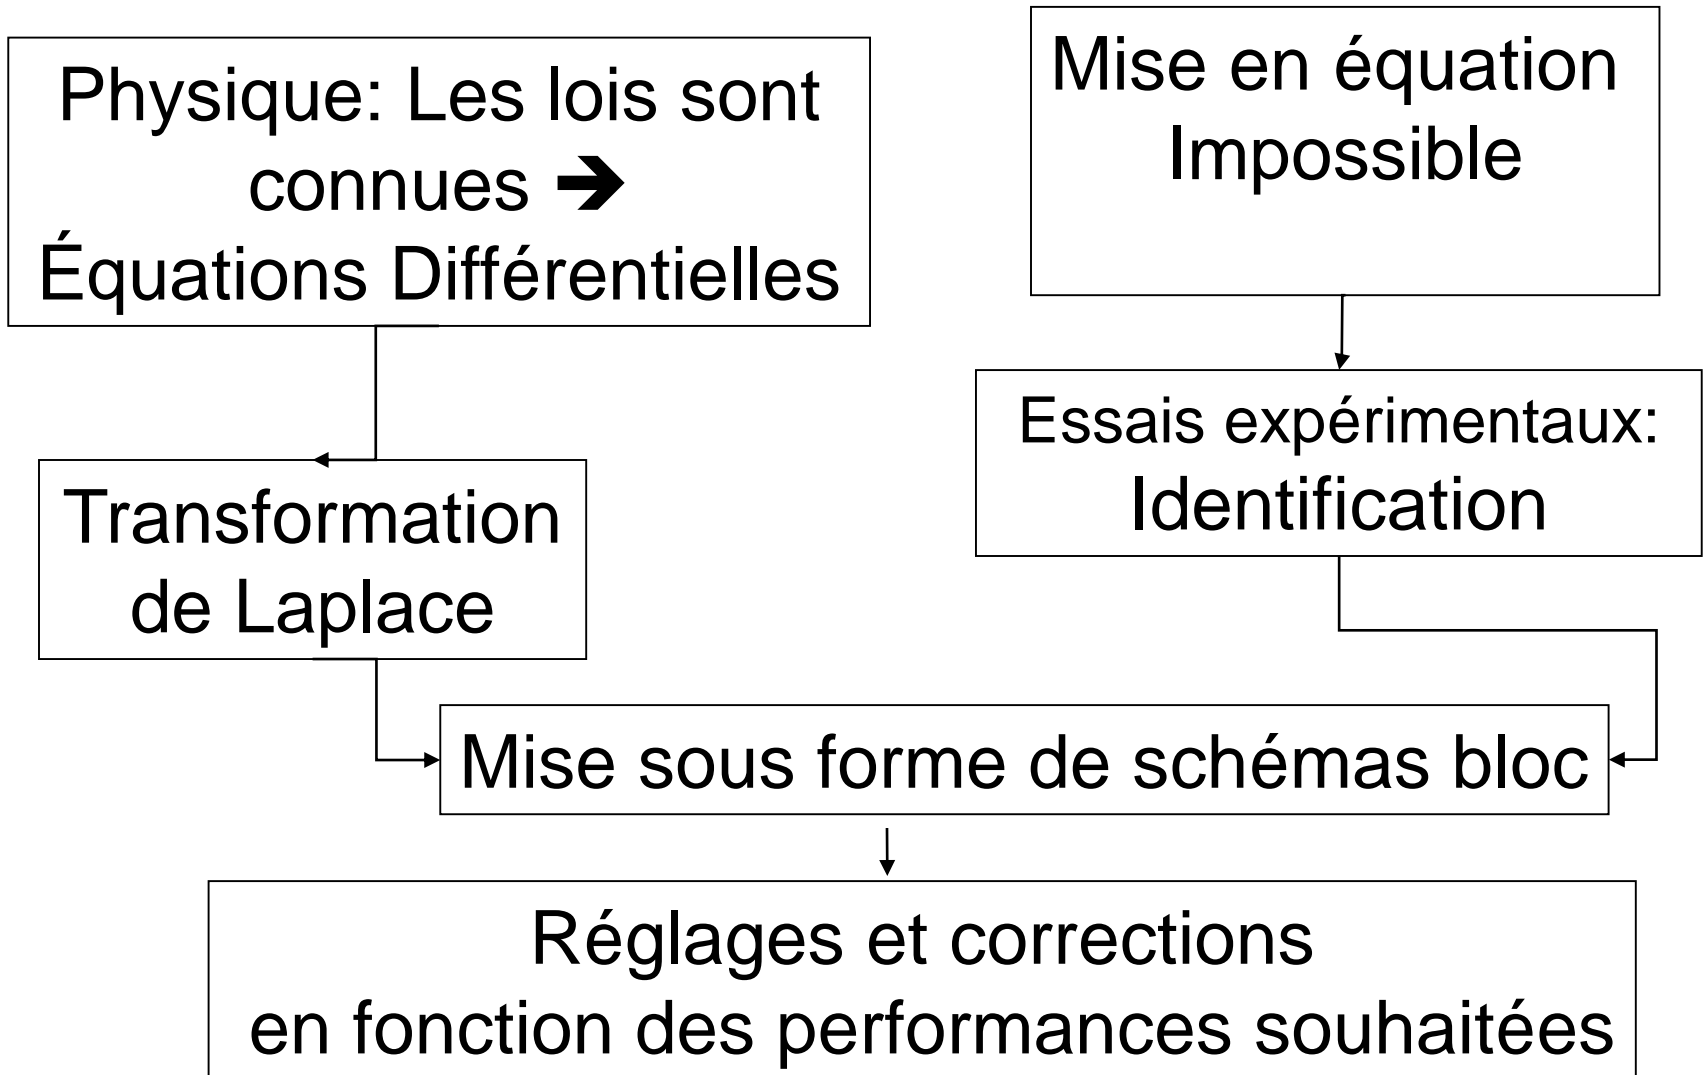 Physique: Les lois sont
connues ➔
Équations Différentielles
Mise en équation
Impossible
Essais expérimentaux:
Identification
Transformation
de Laplace
Mise sous forme de schémas bloc
Réglages et corrections
en fonction des performances souhaitées